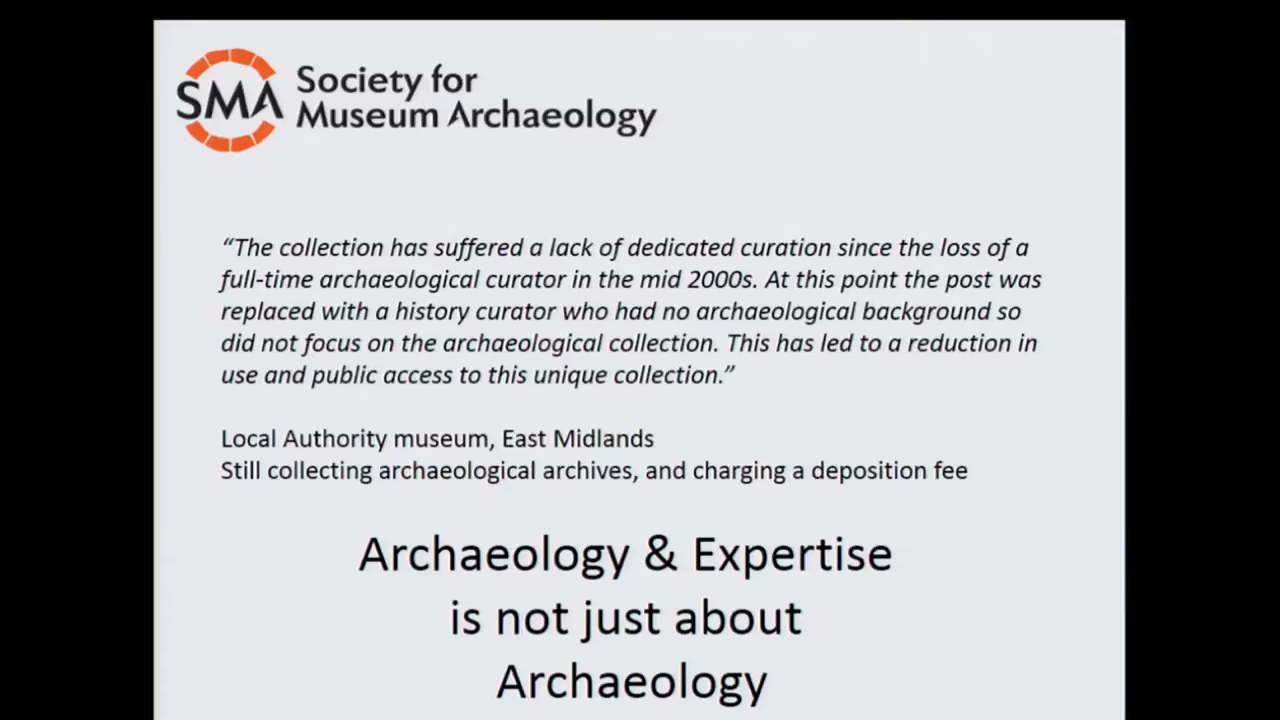 SMA
Society for
Museum Archaeology
“The collection has suffered a lack of dedicated curation since the loss of a
full-time archaeological curator in the mid 2000s. At this point the post was
replaced with a history curator who had no archaeological background so
did not focus on the archaeological collection. This has led to a reduction in
use and public access to this unique collection.”
Local Authority museum, East Midlands
Still collecting archaeological archives, and charging a deposition fee
Archaeology & Expertise
is not just about
Archaeology